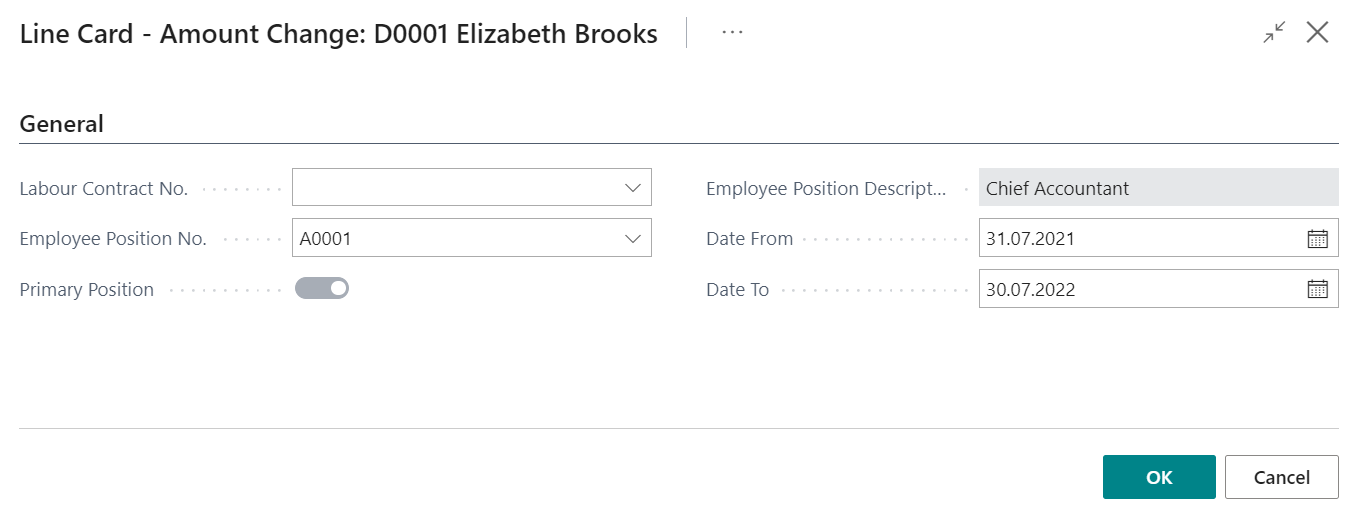 Line Card - Amount Change: D0001 Elizabeth Brooks
General
Labour Contract No.
Employee Position No. A0001
Primary Position
Employee Position Descript... Chief Accountant
Date From 31.07.2021
Date To 30.07.2022
OK Cancel